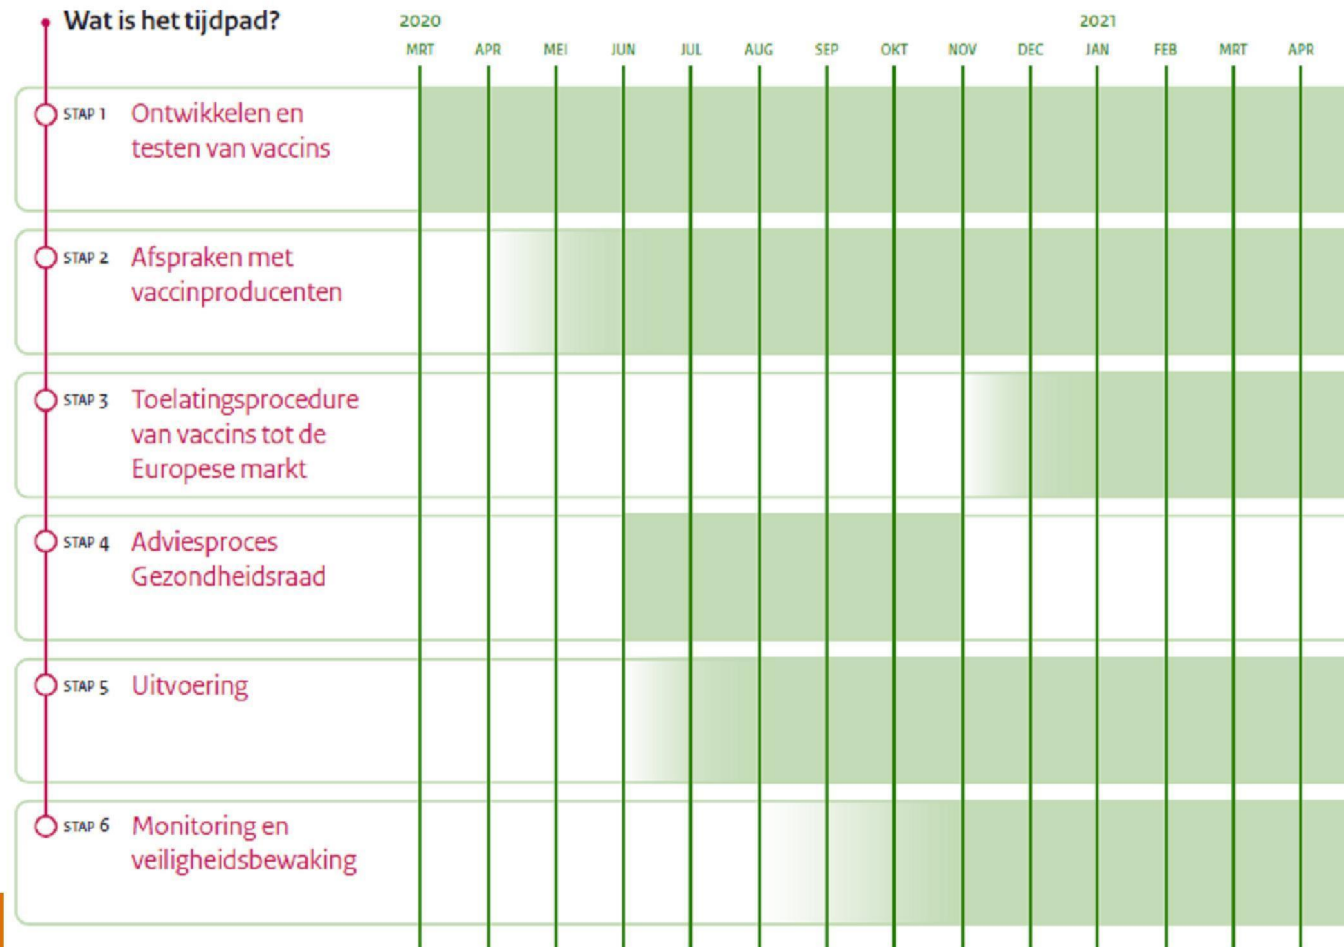 Wat is het tijdpad?
2020
2021
MRT APR MEI JUN JUL AUG SEP OKT NOV DEC JAN FEB MRT APR
STAP 1 Ontwikkelen en
testen van vaccins
STAP 2 Afspraken met
vaccinproducenten
STAP 3 Toelatingsprocedure
van vaccins tot de
Europese markt
STAP 4 Adviesproces
Gezondheidsraad
STAP 5 Uitvoering
STAP 6 Monitoring en
veiligheidsbewaking